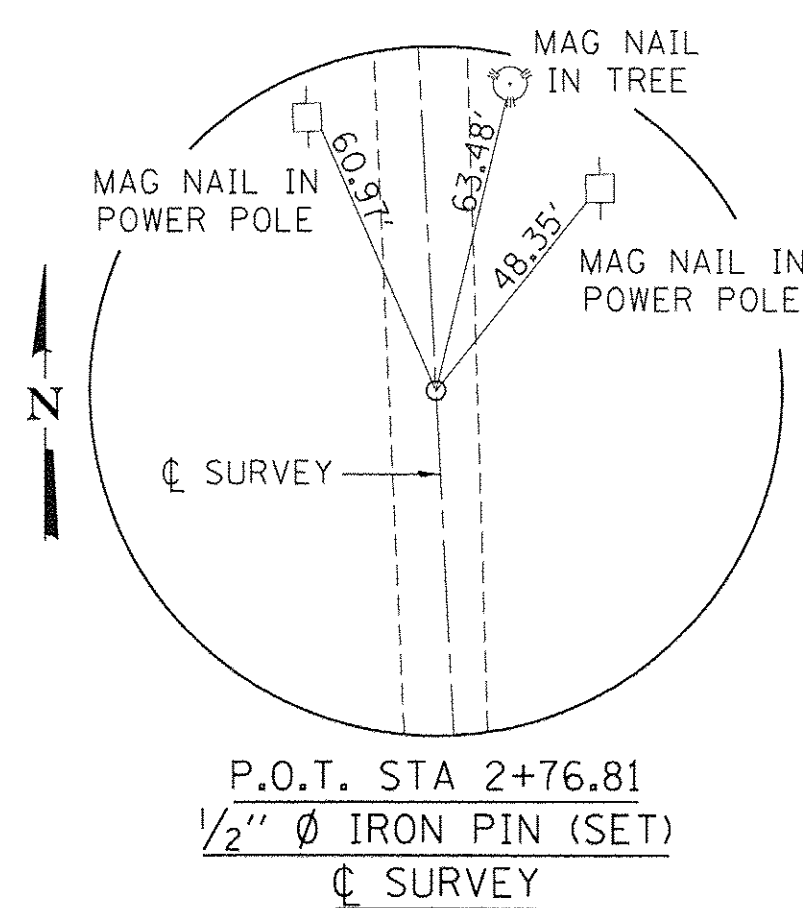 MAG NAIL
IN TREE
60.97'
63.48'
MAG NAIL IN
POWER POLE
48.35'
MAG NAIL IN
POWER POLE
N
℄ SURVEY
P.O.T. STA 2+76.81
1/2" Ø IRON PIN (SET)
℄ SURVEY